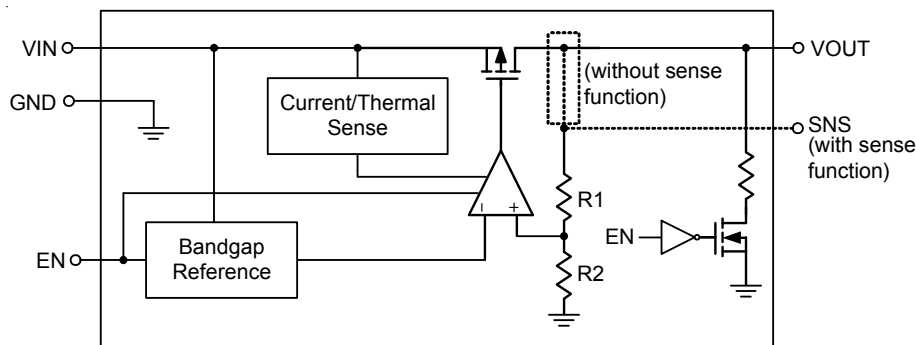 VIN
VOUT
(without sense
function)
Current/Thermal
Sense
GND
SNS
(with sense
function)
R1
− +
EN
Bandgap
Reference
EN
R2